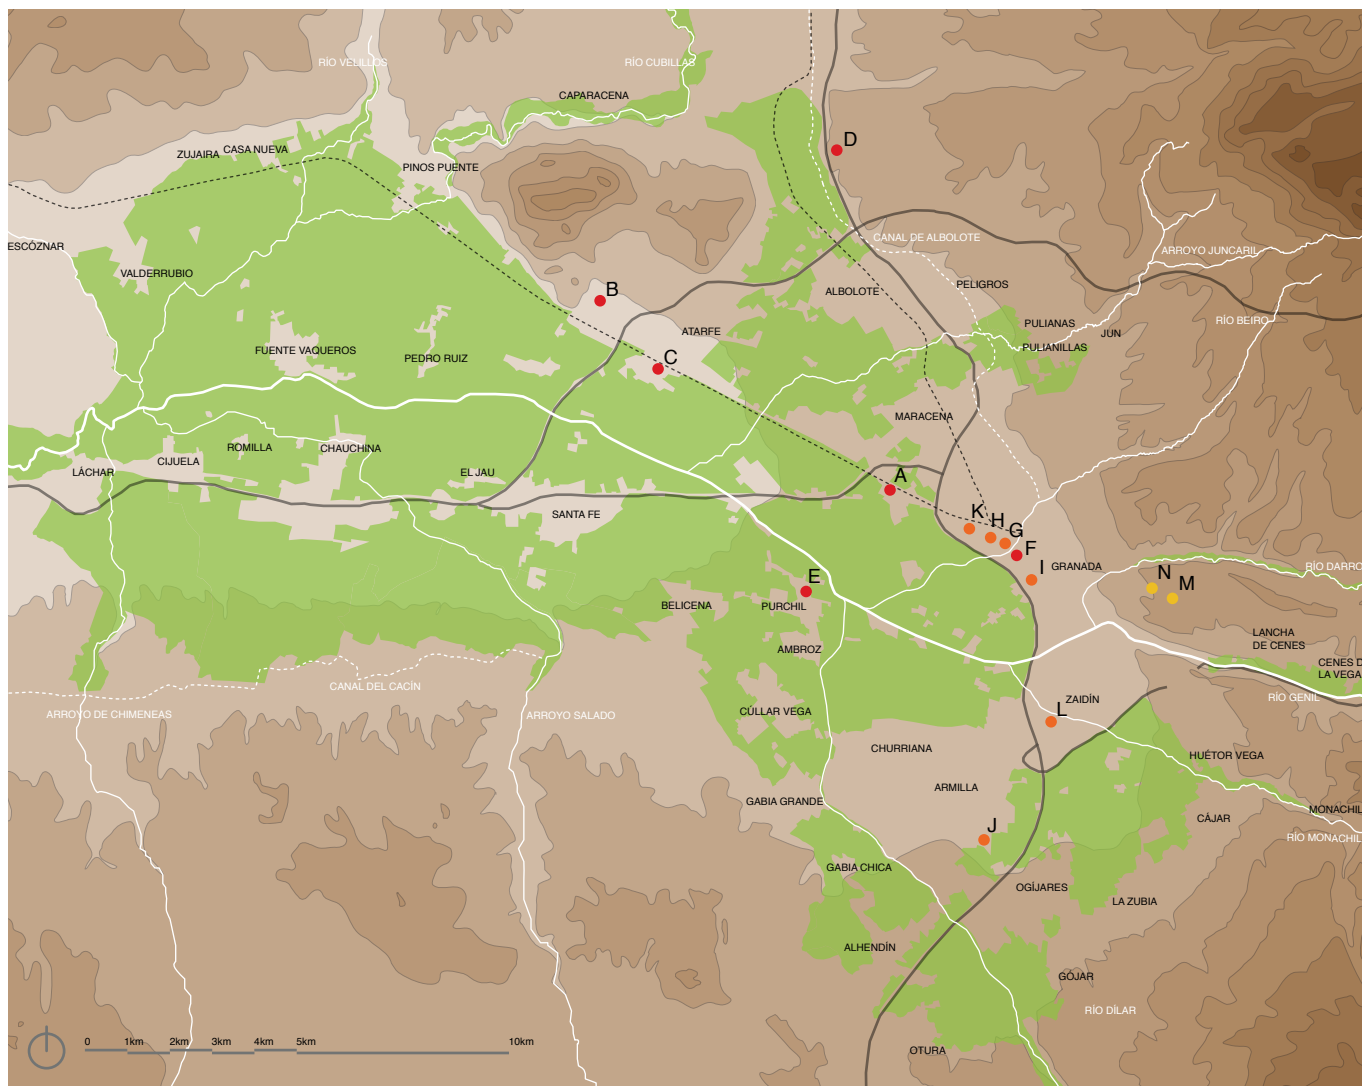 RÍO VELILLOS
RÍO CUBILLAS
CAPARACENA
D
ZUJAIRA
CASA NUEVA
PINOS PUENTE
ESCÓZNAR
CANAL DE ALBOLOTE
ARROYO JUNCARIL
VALDERRUBIO
B
ALBOLOTE
PELIGROS
ATARFE
PULIANAS
JUN
RÍO BEIRO
FUENTE VAQUEROS
PEDRO RUIZ
C
PULIANILLAS
MARACENA
LÁCHAR
CIJUELA
ROMILLA
CHAUCHINA
EL JAU
A
SANTA FE
K
H
G
F
I
GRANADA
RÍO DARRO
E
N
M
BELICENA
PURCHIL
AMBROZ
LANCHA
DE CENES
CENES D
LA VEGA
CANAL DEL CACÍN
RÍO GENIL
ARROYO DE CHIMENEAS
ARROYO SALADO
CÚLLAR VEGA
L
ZAIDÍN
CHURRIANA
HUÉTOR VEGA
ARMILLA
GABIA GRANDE
MONACHIL
CÁJAR
J
RÍO MONACHIL
GABIA CHICA
OGÍJARES
LA ZUBIA
ALHENDÍN
GÓJAR
RÍO DÍLAR
OTURA
0 1km 2km 3km 4km 5km 10km